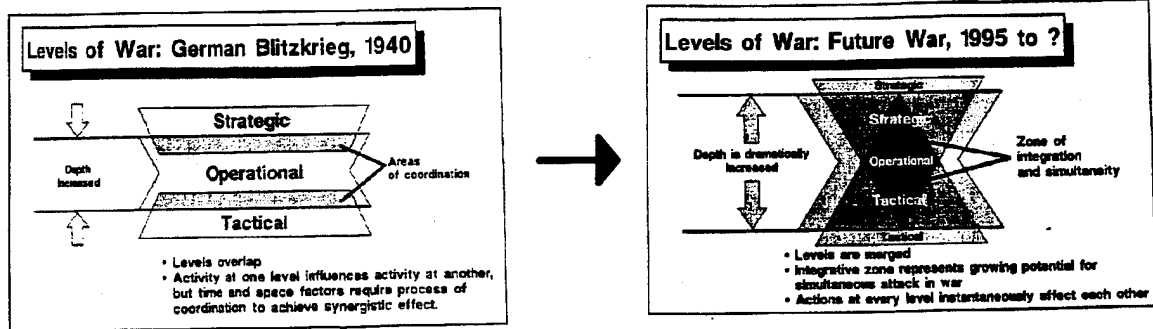 Levels of War: German Blitzkrieg, 1940
Strategic
Depth
Increased
Operational
Areas
of coordination
Tactical
• Levels overlap
• Activity at one level influences activity at another,
but time and space factors require process of
coordination to achieve synergistic effect.
Levels of War: Future War, 1995 to ?
Strategic
Strategic
Depth is dramatically
Increased
Operational
Zone of
integration
and simultaneity
Tactical
Tactical
• Levels are merged
• Integrative zone represents growing potential for
simultaneous attack in war
• Actions at every level instantaneously affect each other